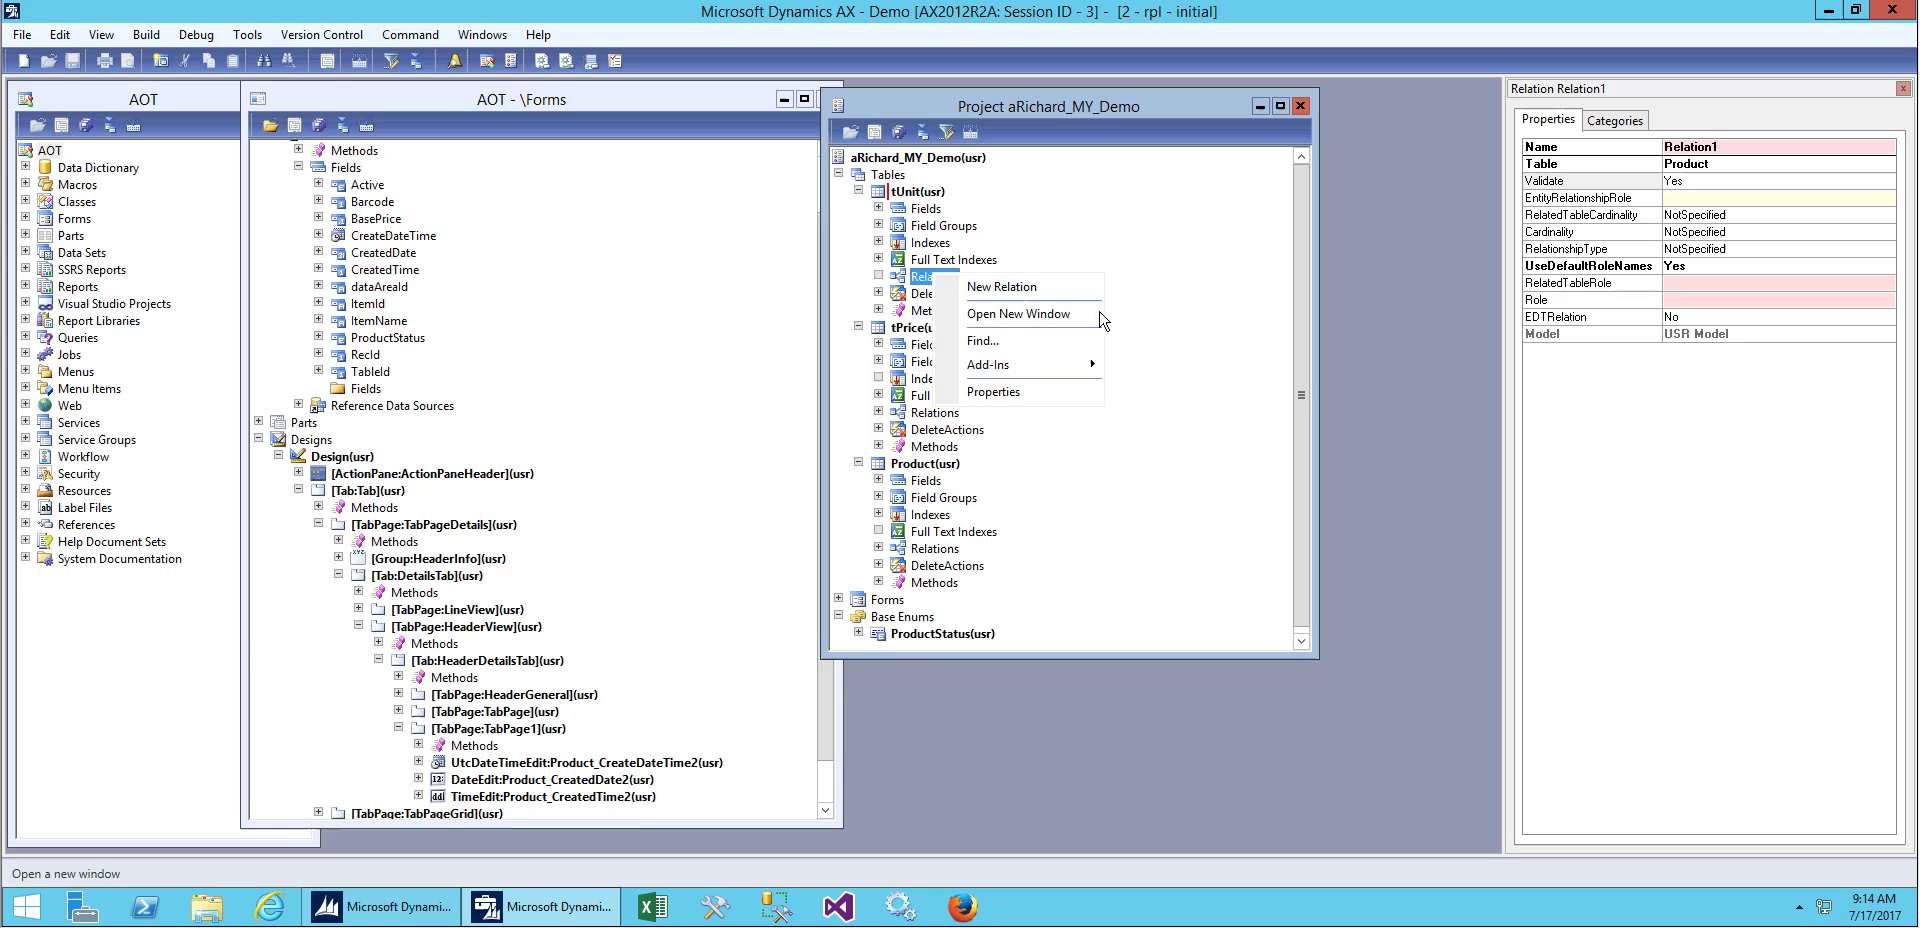 Microsoft Dynamics AX - Demo [AX2012R2A: Session ID - 3] - [2 - rpl - initial]
File Edit View Build Debug Tools Version Control Command Windows Help
AOT
AOT
Data Dictionary
Macros
Classes
Forms
Parts
Data Sets
SSRS Reports
Reports
Visual Studio Projects
Report Libraries
Queries
Jobs
Menus
Menu Items
Web
Services
Service Groups
Workflow
Security
Resources
Label Files
References
Help Document Sets
System Documentation
AOT - \Forms
Methods
Fields
Active
Barcode
BasePrice
CreateDateTime
CreatedDate
CreatedTime
dataAreaId
ItemId
ItemName
ProductStatus
RecId
TableId
Fields
Reference Data Sources
Parts
Designs
Design(usr)
[ActionPane:ActionPaneHeader](usr)
[Tab:Tab](usr)
Methods
[TabPage:TabPageDetails](usr)
Methods
[Group:HeaderInfo](usr)
[Tab:DetailsTab](usr)
Methods
[TabPage:LineView](usr)
[TabPage:HeaderView](usr)
Methods
[Tab:HeaderDetailsTab](usr)
Methods
[TabPage:HeaderGeneral](usr)
[TabPage:TabPage](usr)
[TabPage:TabPage1](usr)
Methods
UtcDateTimeEdit:Product_CreateDateTime2(usr)
DateEdit:Product_CreatedDate2(usr)
TimeEdit:Product_CreatedTime2(usr)
[TabPage:TabPageGrid](usr)
Project aRichard_MY_Demo
aRichard_MY_Demo(usr)
Tables
tUnit(usr)
Fields
Field Groups
Indexes
Full Text Indexes
Rela
Dele
Met
tPrice(u
Field
Field
Inde
Full
Relations
DeleteActions
Methods
Product(usr)
Fields
Field Groups
Indexes
Full Text Indexes
Relations
DeleteActions
Methods
Forms
Base Enums
ProductStatus(usr)
New Relation
Open New Window
Find...
Add-Ins
Properties
Relation Relation1
Properties Categories
Name Relation1
Table Product
Validate Yes
EntityRelationshipRole
RelatedTableCardinality NotSpecified
Cardinality NotSpecified
RelationshipType NotSpecified
UseDefaultRoleNames Yes
RelatedTableRole
Role
EDTRelation No
Model USR Model
Open a new window
Microsoft Dynami... Microsoft Dynami...
9:14 AM
7/17/2017